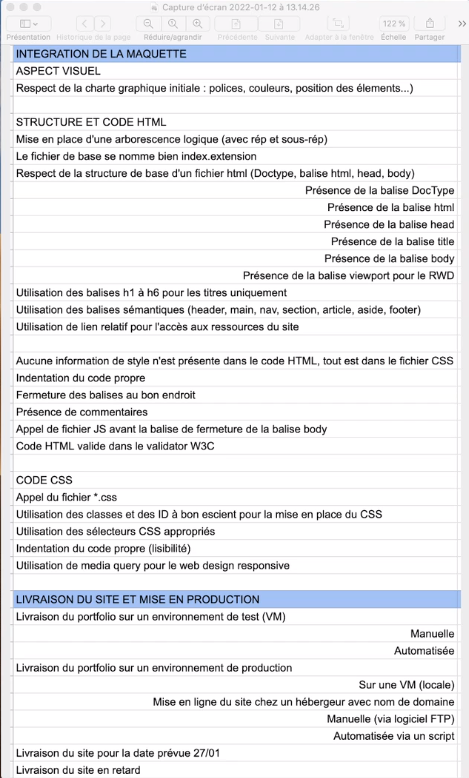 Capture d'écran 2022-01-12 à 13.14.26
122 %
Présentation Historique de la page Réduire/agrandir Précédente Suivante Adapter à la fenêtre Échelle Partager
INTEGRATION DE LA MAQUETTE
ASPECT VISUEL
Respect de la charte graphique initiale : polices, couleurs, position des élements...)
STRUCTURE ET CODE HTML
Mise en place d'une arborescence logique (avec rép et sous-rép)
Le fichier de base se nomme bien index.extension
Respect de la structure de base d'un fichier html (Doctype, balise html, head, body)
Présence de la balise DocType
Présence de la balise html
Présence de la balise head
Présence de la balise title
Présence de la balise body
Présence de la balise viewport pour le RWD
Utilisation des balises h1 à h6 pour les titres uniquement
Utilisation des balises sémantiques (header, main, nav, section, article, aside, footer)
Utilisation de lien relatif pour l'accès aux ressources du site
Aucune information de style n'est présente dans le code HTML, tout est dans le fichier CSS
Indentation du code propre
Fermeture des balises au bon endroit
Présence de commentaires
Appel de fichier JS avant la balise de fermeture de la balise body
Code HTML valide dans le validator W3C
CODE CSS
Appel du fichier *.css
Utilisation des classes et des ID à bon escient pour la mise en place du CSS
Utilisation des sélecteurs CSS appropriés
Indentation du code propre (lisibilité)
Utilisation de media query pour le web design responsive
LIVRAISON DU SITE ET MISE EN PRODUCTION
Livraison du portfolio sur un environnement de test (VM)
Manuelle
Automatisée
Livraison du portfolio sur un environnement de production
Sur une VM (locale)
Mise en ligne du site chez un hébergeur avec nom de domaine
Manuelle (via logiciel FTP)
Automatisée via un script
Livraison du site pour la date prévue 27/01
Livraison du site en retard